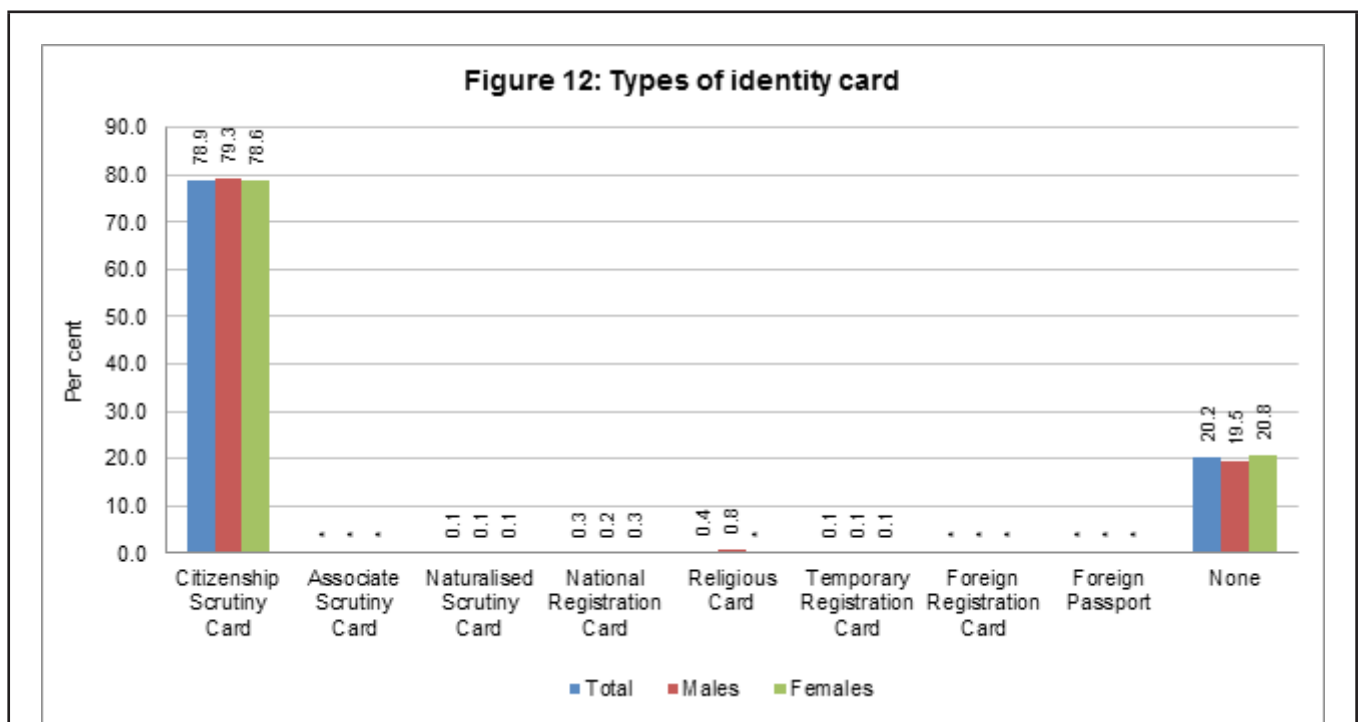 Figure 12: Types of identity card
Per cent
90.0
80.0
70.0
60.0
50.0
40.0
30.0
20.0
10.0
0.0
78.9 79.3 78.6
* * *
0.1 0.1 0.1
0.3 0.2 0.3
0.4 0.8 *
0.1 0.1 0.1
* * *
* * *
20.2 19.5 20.8
Citizenship
Scrutiny
Card
Associate
Scrutiny
Card
Naturalised
Scrutiny
Card
National
Registration
Card
Religious
Card
Temporary
Registration
Card
Foreign
Registration
Card
Foreign
Passport
None
Total Males Females